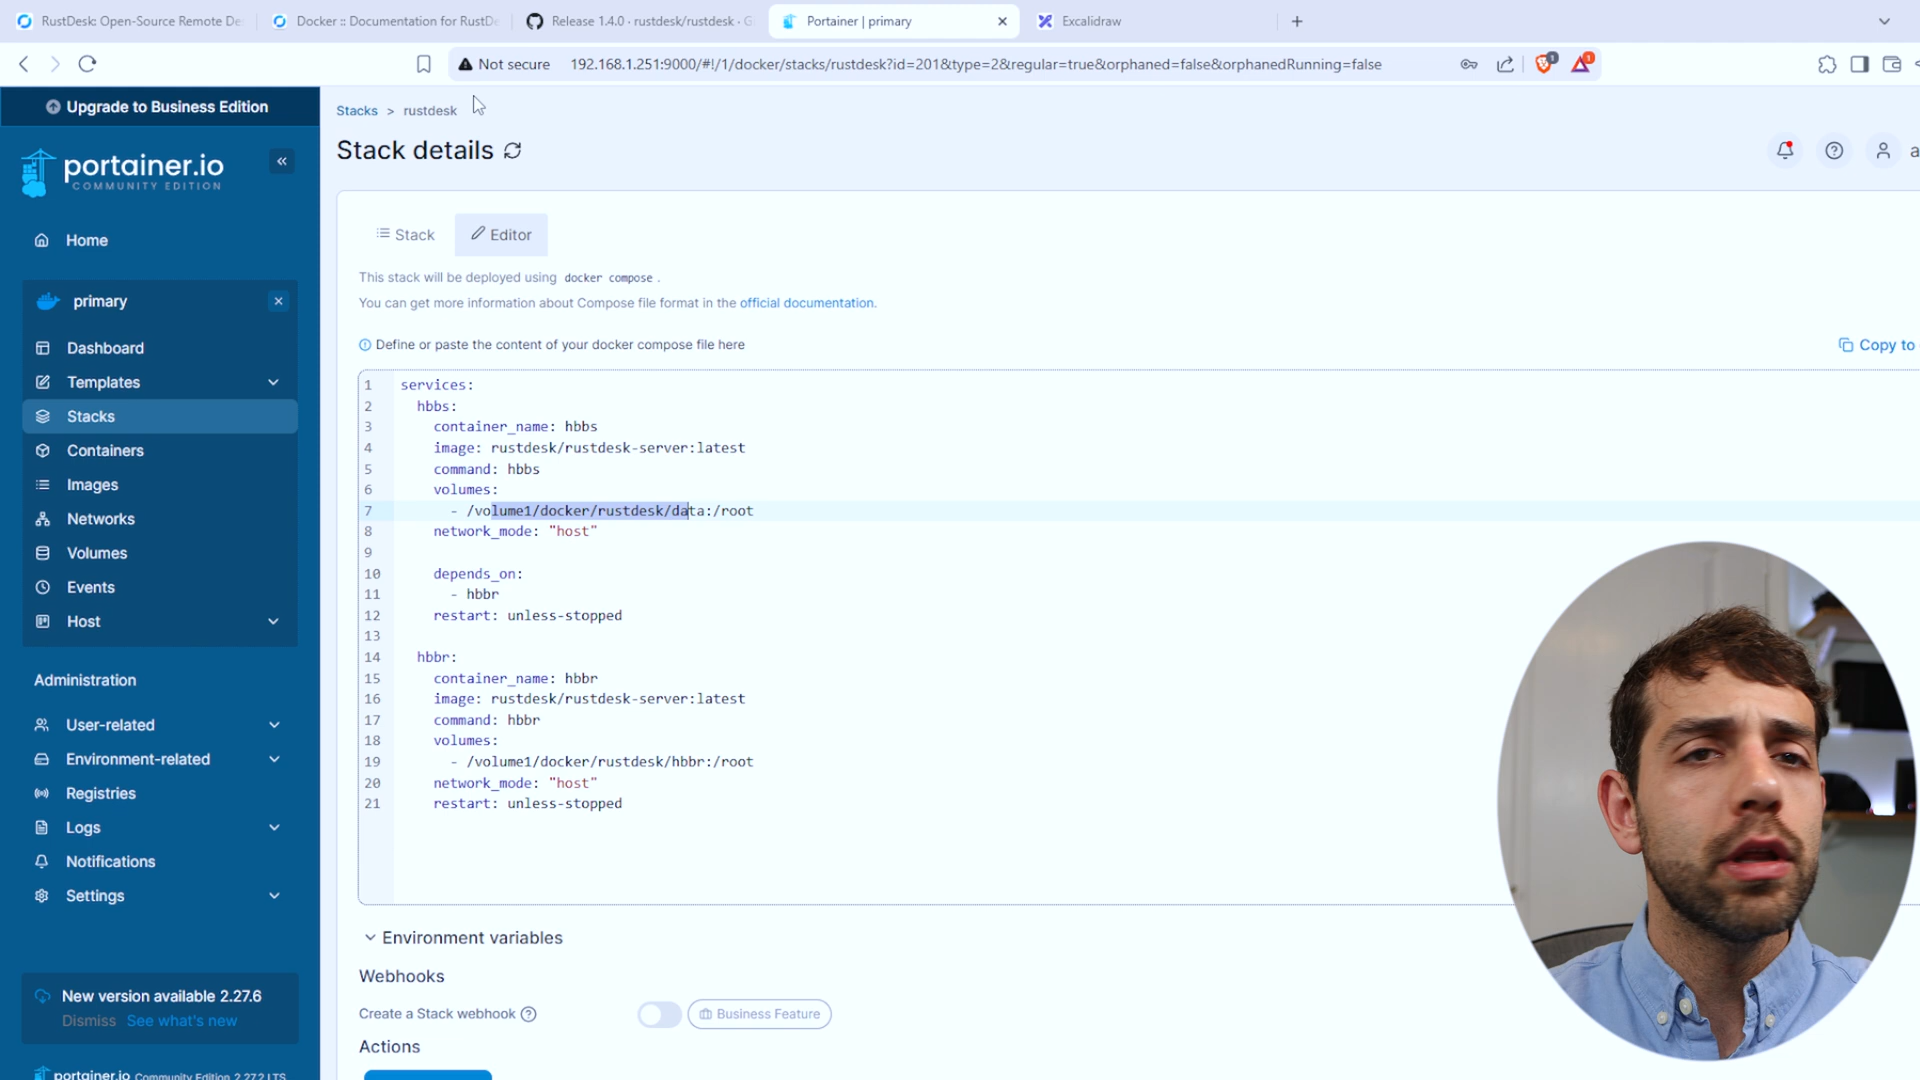 RustDesk: Open-Source Remote De
Docker :: Documentation for RustDe
Release 1.4.0 · rustdesk/rustdesk · G
Portainer | primary
Excalidraw
Not secure
192.168.1.251:9000/#!/1/docker/stacks/rustdesk?id=201&type=2&regular=true&orphaned=false&orphanedRunning=false
Upgrade to Business Edition
portainer.io
COMMUNITY EDITION
Home
primary
Dashboard
Templates
Stacks
Containers
Images
Networks
Volumes
Events
Host
Administration
User-related
Environment-related
Registries
Logs
Notifications
Settings
New version available 2.27.6
Dismiss See what's new
portainer.io Community Edition 2.27.2 LTS
Stacks > rustdesk
Stack details
a
Stack
Editor
This stack will be deployed using docker compose .
You can get more information about Compose file format in the official documentation.
Define or paste the content of your docker compose file here
Copy to
1 services:
2 hbbs:
3 container_name: hbbs
4 image: rustdesk/rustdesk-server:latest
5 command: hbbs
6 volumes:
7 - /volume1/docker/rustdesk/data:/root
8 network_mode: "host"
9
10 depends_on:
11 - hbbr
12 restart: unless-stopped
13
14 hbbr:
15 container_name: hbbr
16 image: rustdesk/rustdesk-server:latest
17 command: hbbr
18 volumes:
19 - /volume1/docker/rustdesk/hbbr:/root
20 network_mode: "host"
21 restart: unless-stopped
Environment variables
Webhooks
Create a Stack webhook
Business Feature
Actions